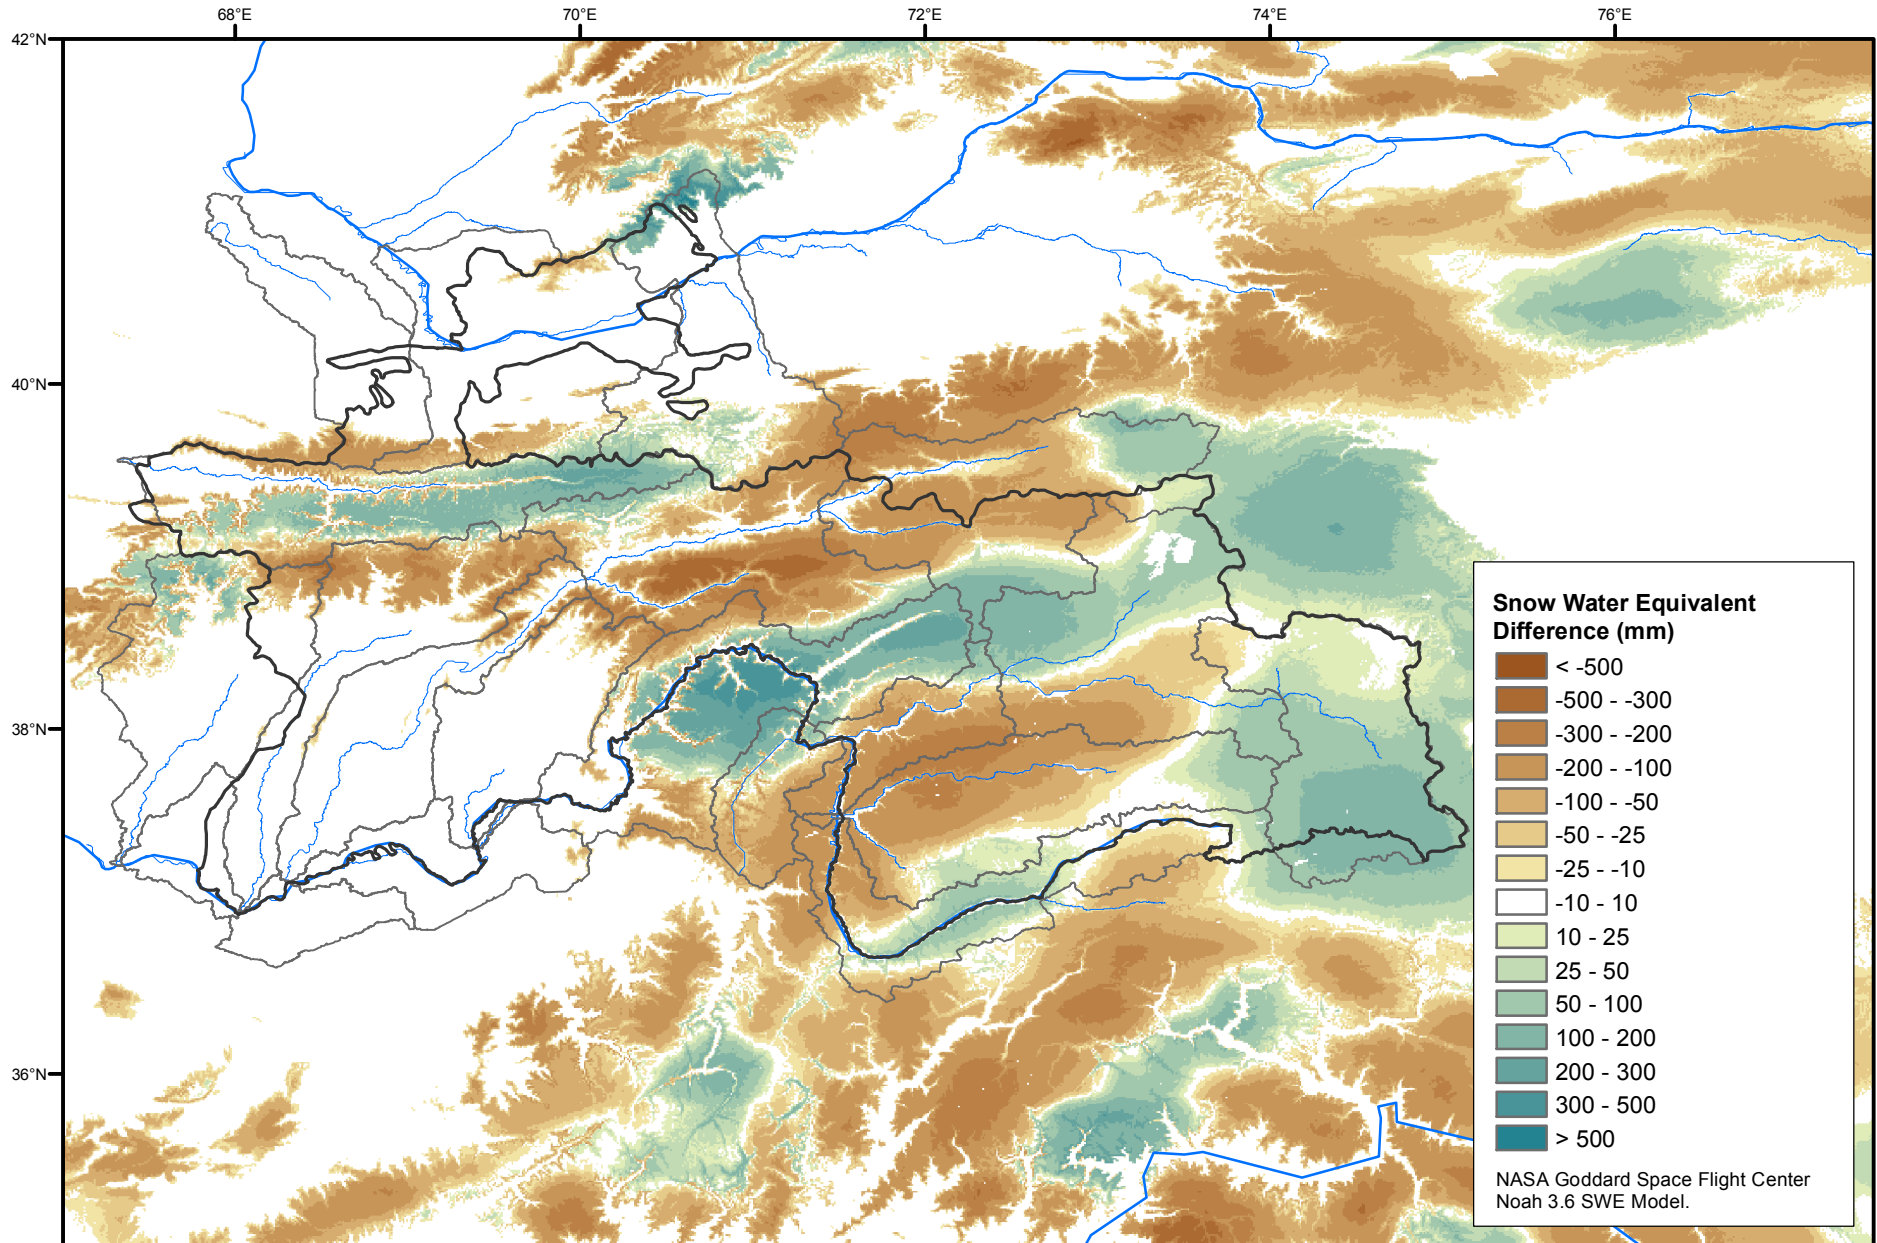 68°E 70°E 72°E 74°E 76°E
42°N
40°N
38°N
36°N
Snow Water Equivalent
Difference (mm)
< -500
-500 - -300
-300 - -200
-200 - -100
-100 - -50
-50 - -25
-25 - -10
-10 - 10
10 - 25
25 - 50
50 - 100
100 - 200
200 - 300
300 - 500
> 500
NASA Goddard Space Flight Center
Noah 3.6 SWE Model.